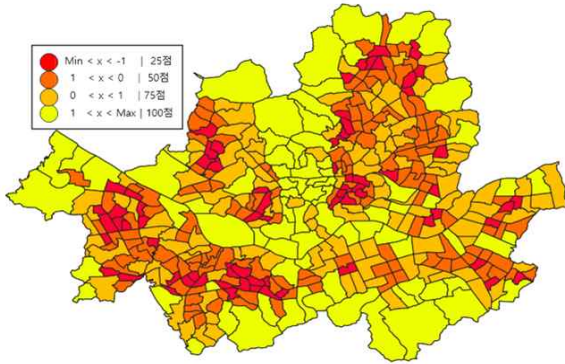 Min < x < -1 | 25점
1 < x < 0 | 50점
0 < x < 1 | 75점
1 < x < Max | 100점